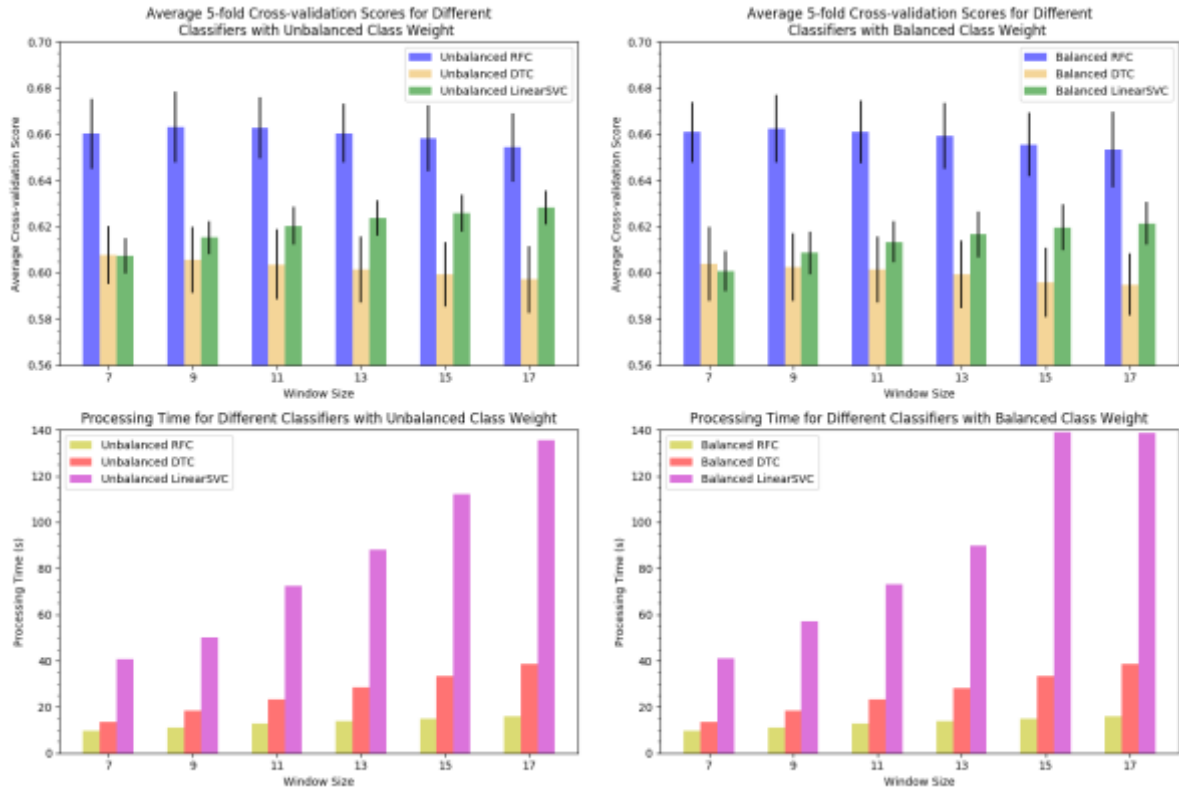 Average 5-fold Cross-validation Scores for Different
Classifiers with Unbalanced Class Weight
0.70
0.68
0.66
0.64
0.62
0.60
0.58
0.56
Average Cross-validation Score
Unbalanced RFC
Unbalanced DTC
Unbalanced LinearSVC
7 9 11 13 15 17
Window Size
Average 5-fold Cross-validation Scores for Different
Classifiers with Balanced Class Weight
0.70
0.68
0.66
0.64
0.62
0.60
0.58
0.56
Average Cross-validation Score
Balanced RFC
Balanced DTC
Balanced LinearSVC
7 9 11 13 15 17
Window Size
Processing Time for Different Classifiers with Unbalanced Class Weight
140
120
100
80
60
40
20
0
Processing Time (s)
Unbalanced RFC
Unbalanced DTC
Unbalanced LinearSVC
7 9 11 13 15 17
Window Size
Processing Time for Different Classifiers with Balanced Class Weight
140
120
100
80
60
40
20
0
Processing Time (s)
Balanced RFC
Balanced DTC
Balanced LinearSVC
7 9 11 13 15 17
Window Size